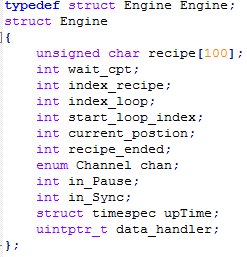 typedef struct Engine Engine;
struct Engine
{
    unsigned char recipe[100];
    int wait_cpt;
    int index_recipe;
    int index_loop;
    int start_loop_index;
    int current_postion;
    int recipe_ended;
    enum Channel chan;
    int in_Pause;
    int in_Sync;
    struct timespec upTime;
    uintptr_t data_handler;
};